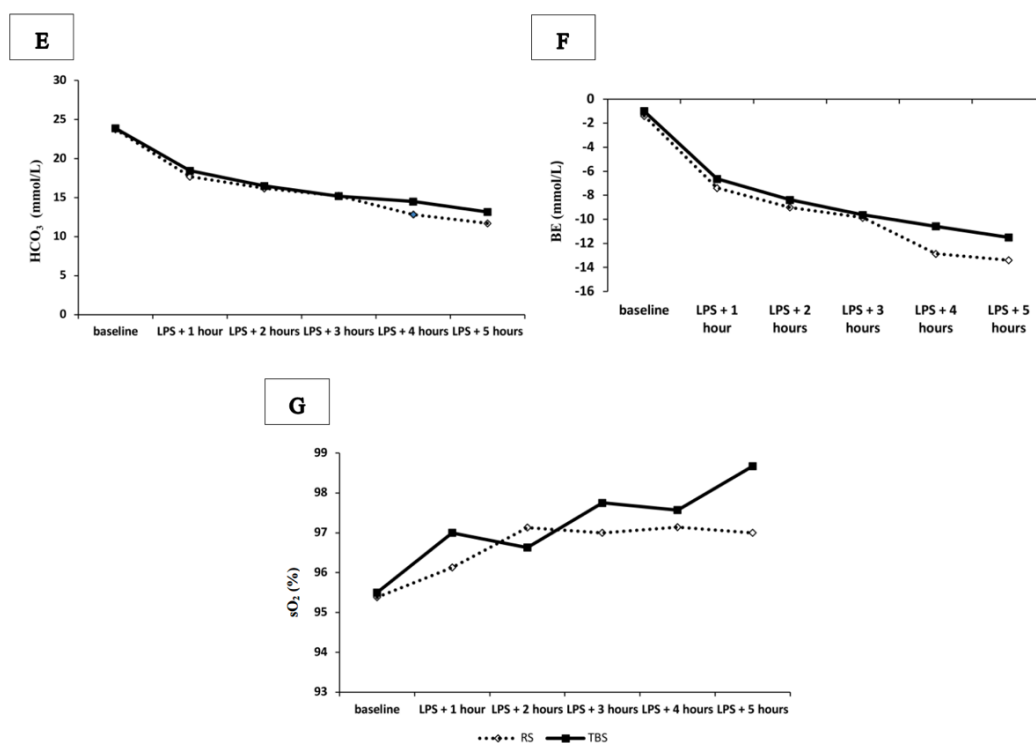 E
F
30
25
20
15
10
5
0
HCO3 (mmol/L)
baseline LPS + 1 hour LPS + 2 hours LPS + 3 hours LPS + 4 hours LPS + 5 hours
0
-2
-4
-6
-8
-10
-12
-14
-16
BE (mmol/L)
baseline LPS + 1 LPS + 2 LPS + 3 LPS + 4 LPS + 5
hour hours hours hours hours
G
99
98
97
96
95
94
93
sO2 (%)
baseline LPS + 1 hour LPS + 2 hours LPS + 3 hours LPS + 4 hours LPS + 5 hours
RS TBS